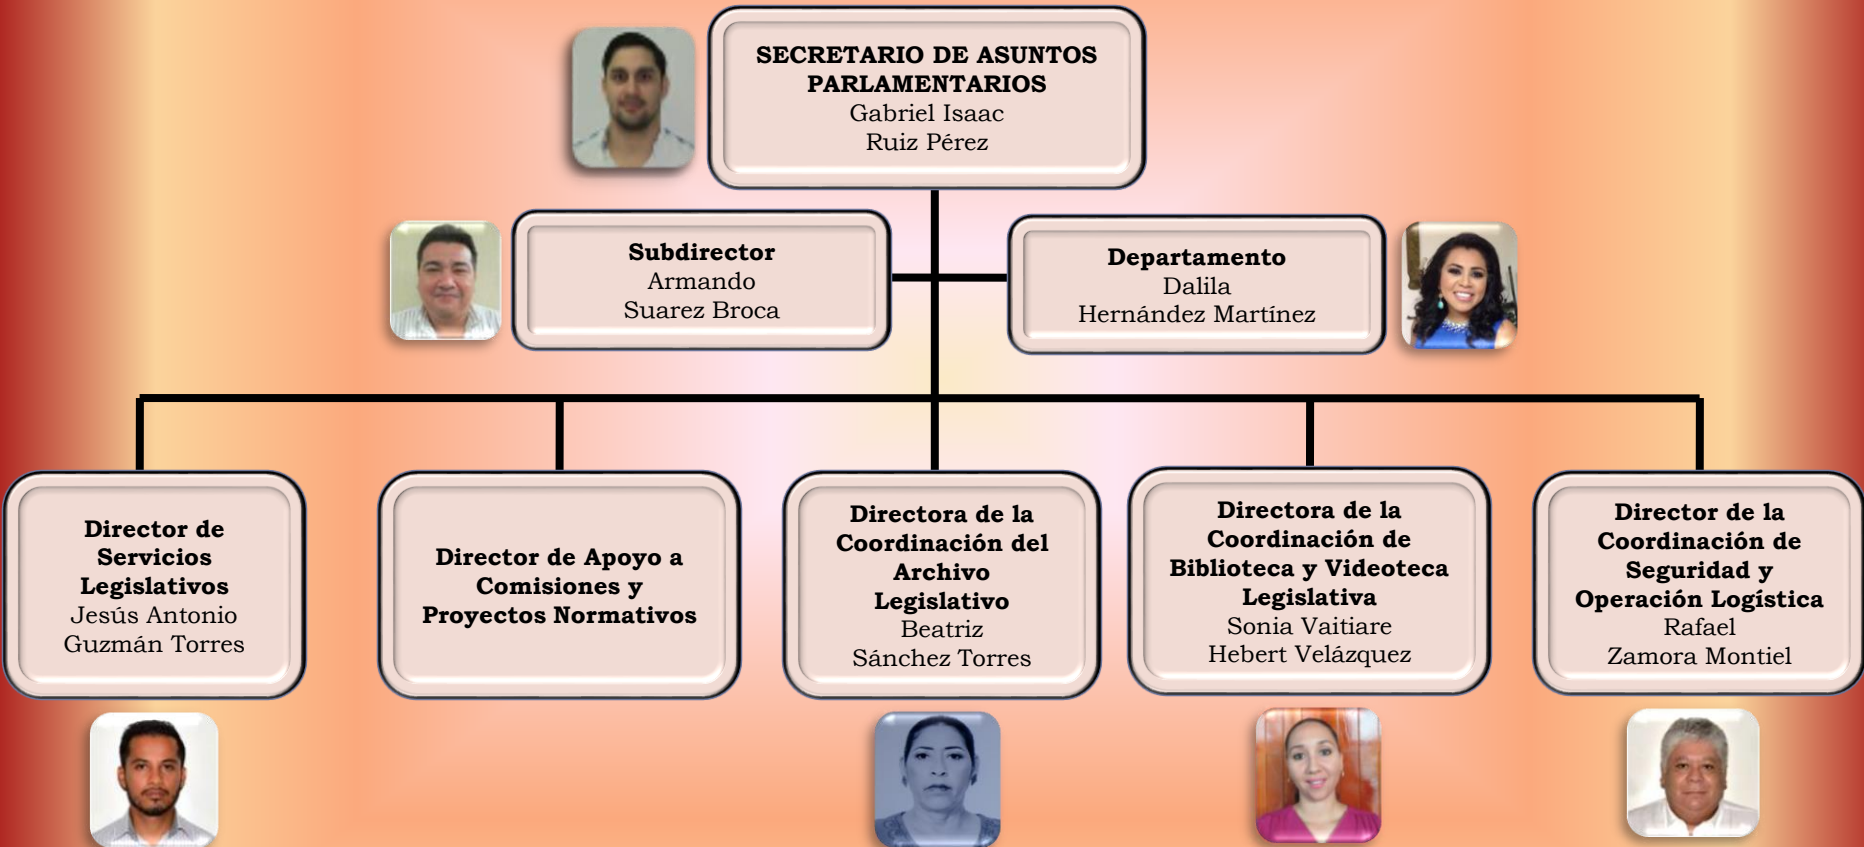 SECRETARIO DE ASUNTOS
PARLAMENTARIOS
Gabriel Isaac
Ruiz Pérez
Subdirector
Armando
Suarez Broca
Departamento
Dalila
Hernández Martínez
Director de
Servicios
Legislativos
Jesús Antonio
Guzmán Torres
Director de Apoyo a
Comisiones y
Proyectos Normativos
Directora de la
Coordinación del
Archivo
Legislativo
Beatriz
Sánchez Torres
Directora de la
Coordinación de
Biblioteca y Videoteca
Legislativa
Sonia Vaitiare
Hebert Velázquez
Director de la
Coordinación de
Seguridad y
Operación Logística
Rafael
Zamora Montiel